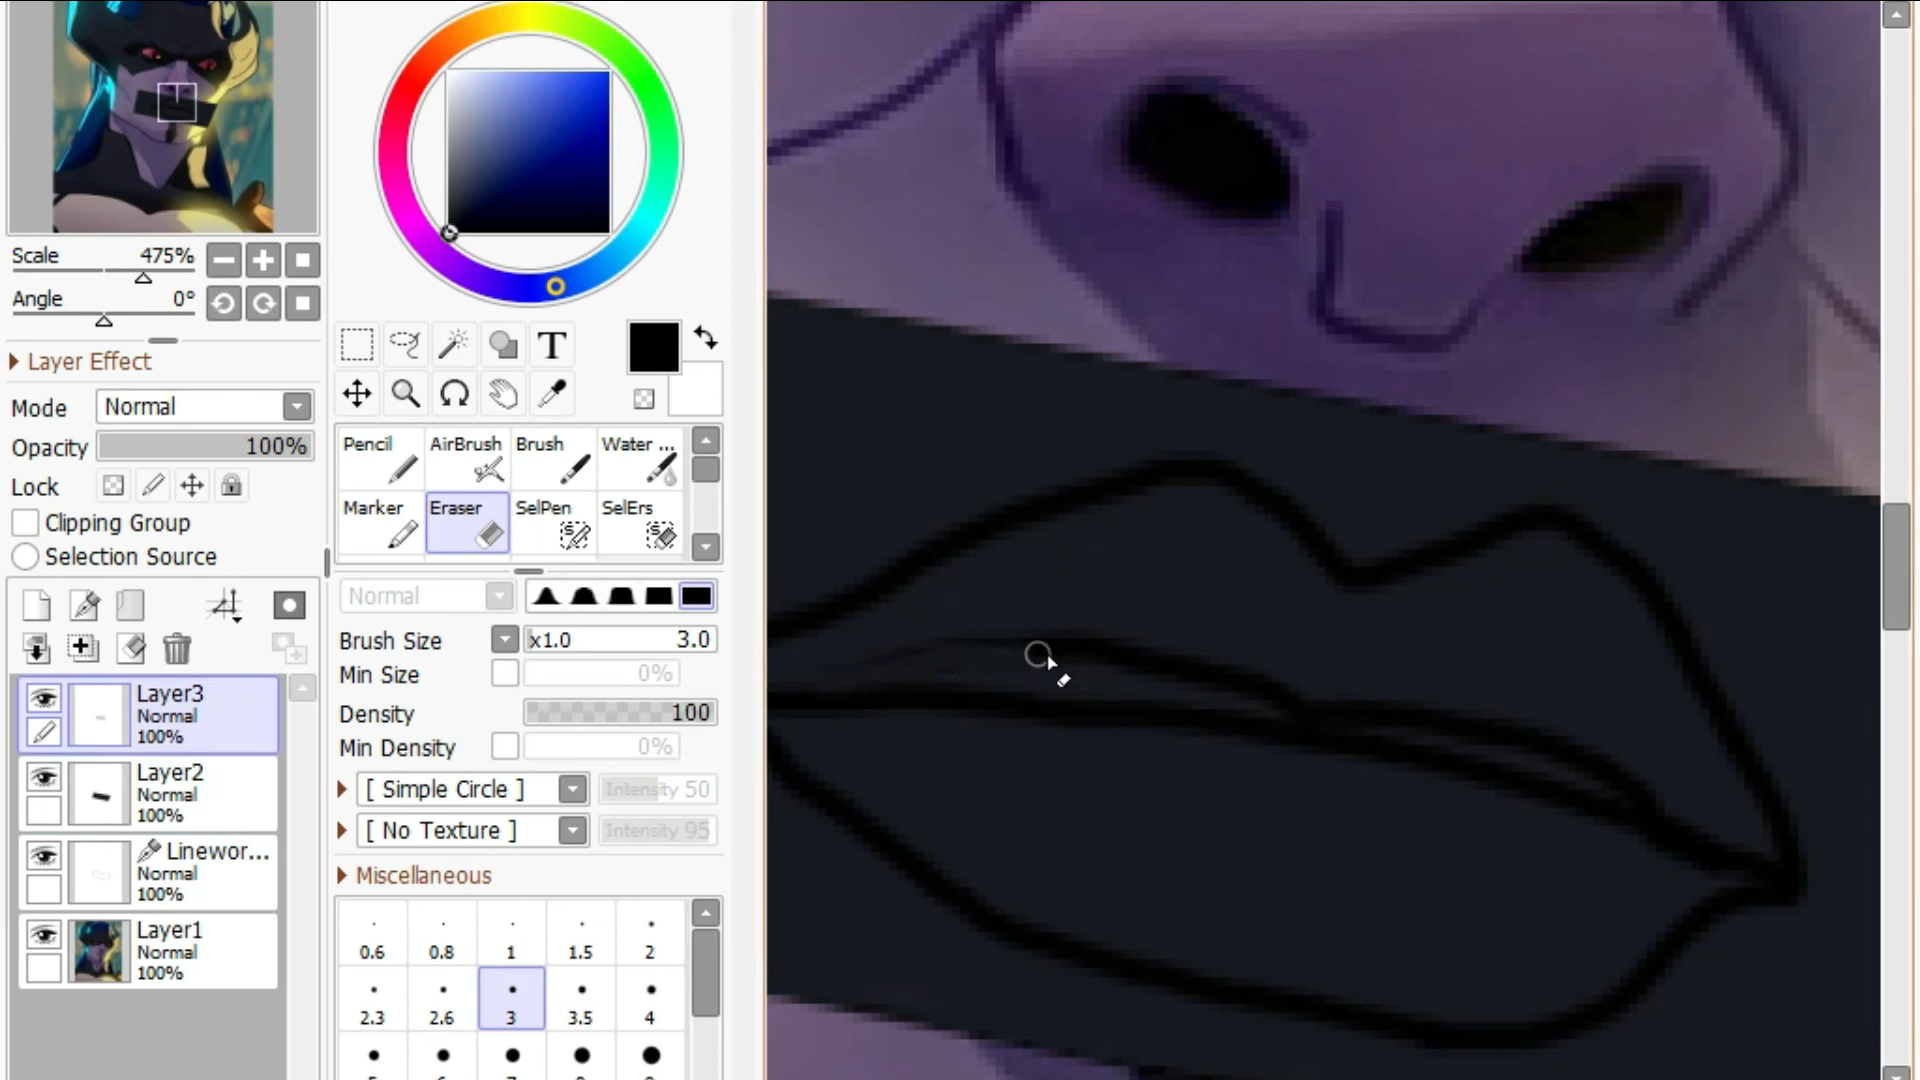 Scale 475%
Angle 0°
Layer Effect
Mode Normal
Opacity 100%
Lock
Clipping Group
Selection Source
Layer3
Normal
100%
Layer2
Normal
100%
Linewor...
Normal
100%
Layer1
Normal
100%
T
Pencil AirBrush Brush Water ...
Marker Eraser SelPen SelErs
Normal
Brush Size x1.0 3.0
Min Size 0%
Density 100
Min Density 0%
[ Simple Circle ] Intensity 50
[ No Texture ] Intensity 95
Miscellaneous
0.6 0.8 1 1.5 2
2.3 2.6 3 3.5 4